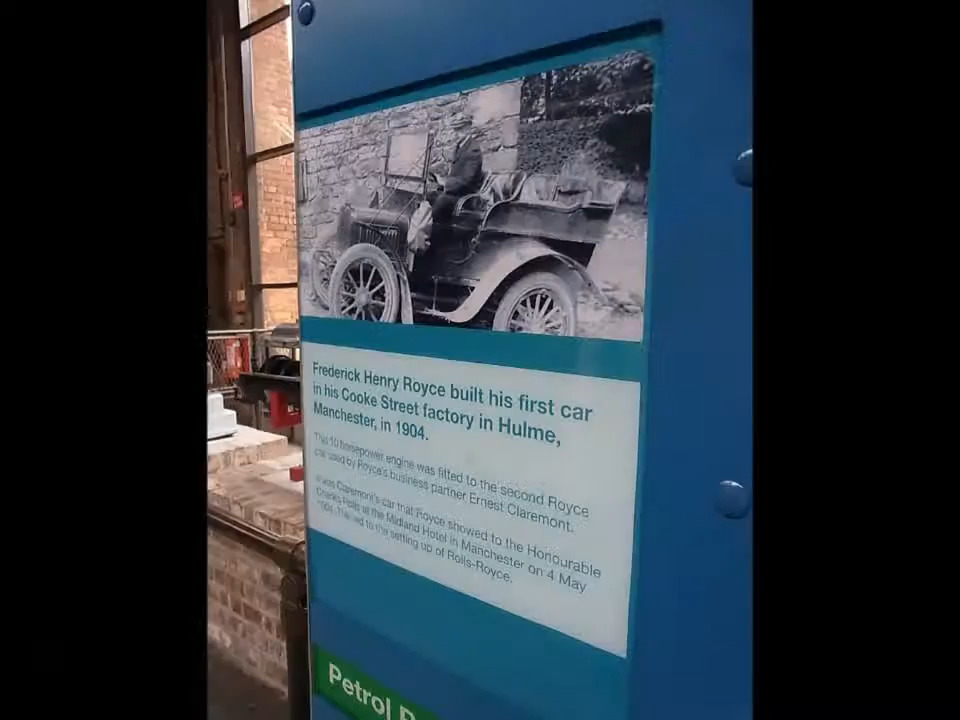 Frederick Henry Royce built his first car
in his Cooke Street factory in Hulme,
Manchester, in 1904.
This 10 horsepower engine was fitted to the second Royce
car used by Royce's business partner Ernest Claremont.
It was Claremont's car that Royce showed to the Honourable
Charles Rolls at the Midland Hotel in Manchester on 4 May
1904. This led to the setting up of Rolls-Royce.
Petrol